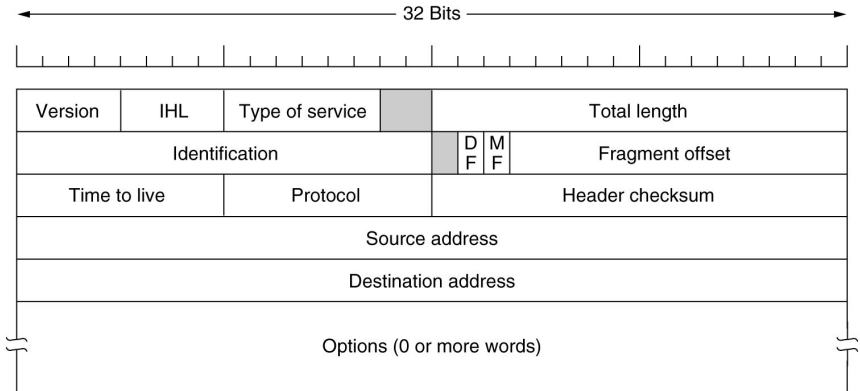 32 Bits
Version IHL Type of service Total length
Identification D F M F Fragment offset
Time to live Protocol Header checksum
Source address
Destination address
Options (0 or more words)